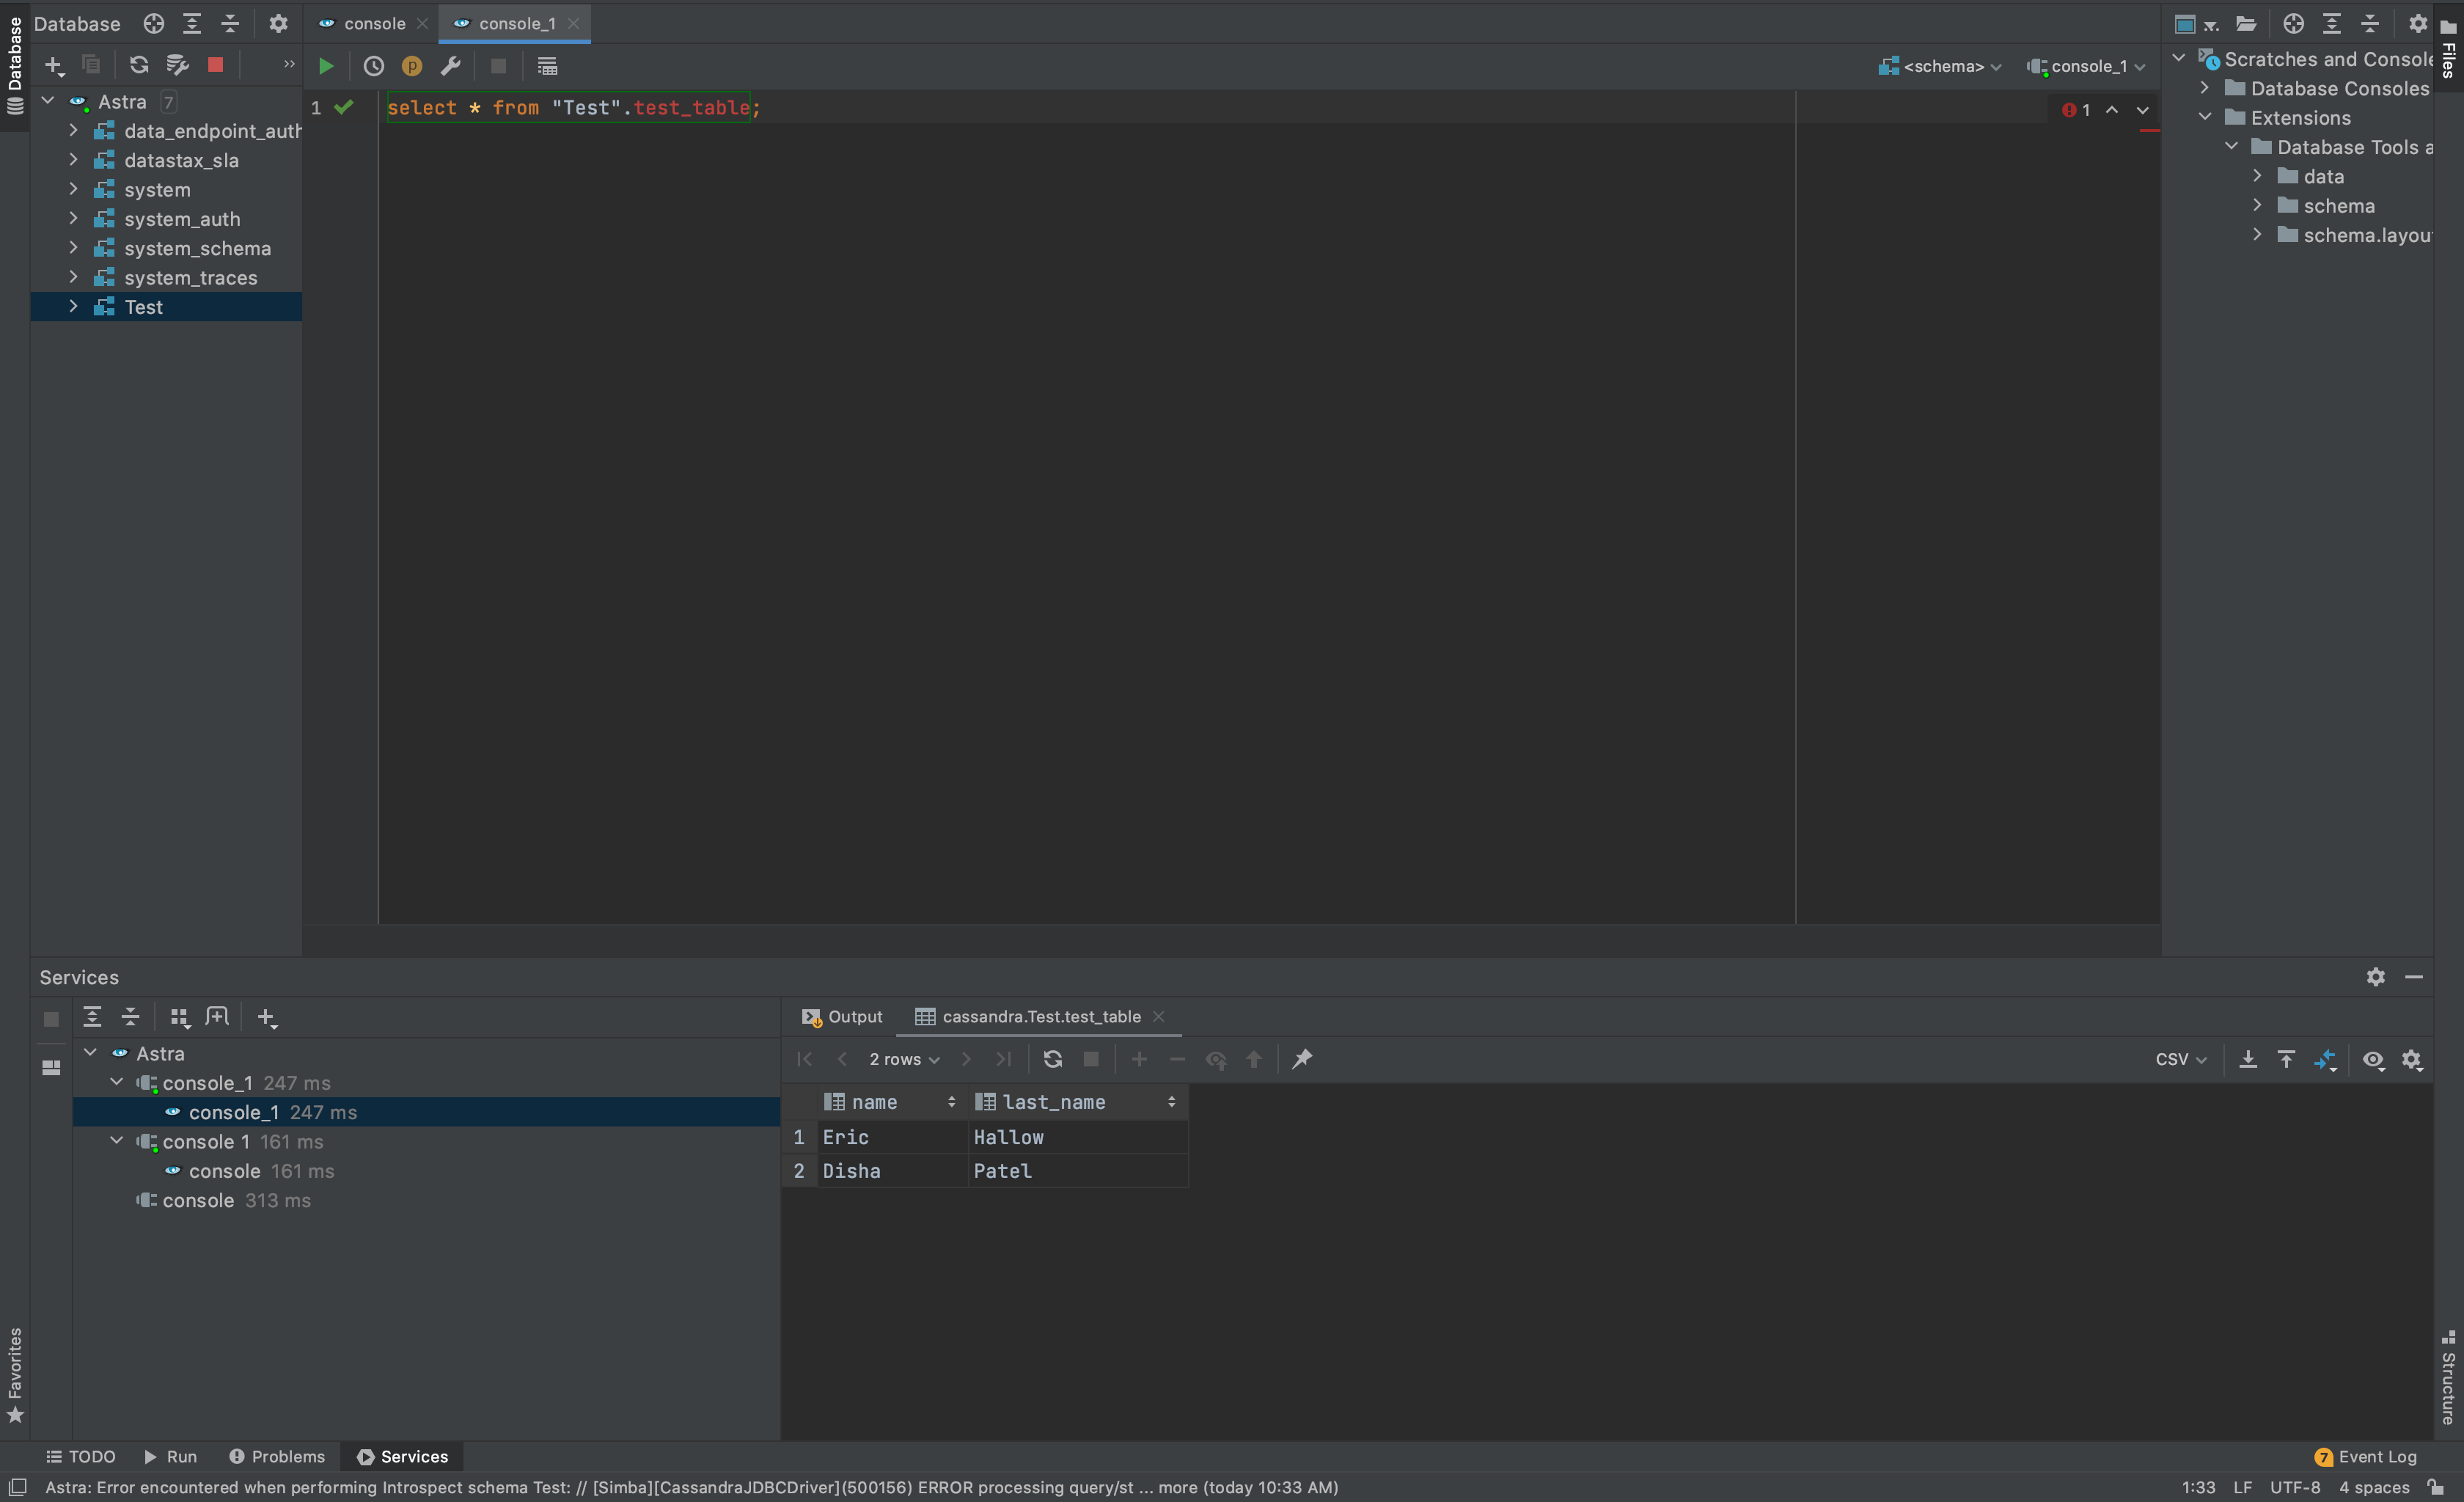 Database
Database
console
console_1
Files
<schema>
console_1
Astra 7
data_endpoint_auth
datastax_sla
system
system_auth
system_schema
system_traces
Test
1
select * from "Test".test_table;
1
Scratches and Console
Database Consoles
Extensions
Database Tools a
data
schema
schema.layou
Services
Astra
console_1 247 ms
console_1 247 ms
console 1 161 ms
console 161 ms
console 313 ms
Output
cassandra.Test.test_table
2 rows
CSV
name last_name
1 Eric Hallow
2 Disha Patel
Favorites
Structure
TODO
Run
Problems
Services
7 Event Log
Astra: Error encountered when performing Introspect schema Test: // [Simba][CassandraJDBCDriver](500156) ERROR processing query/st ... more (today 10:33 AM)
1:33 LF UTF-8 4 spaces